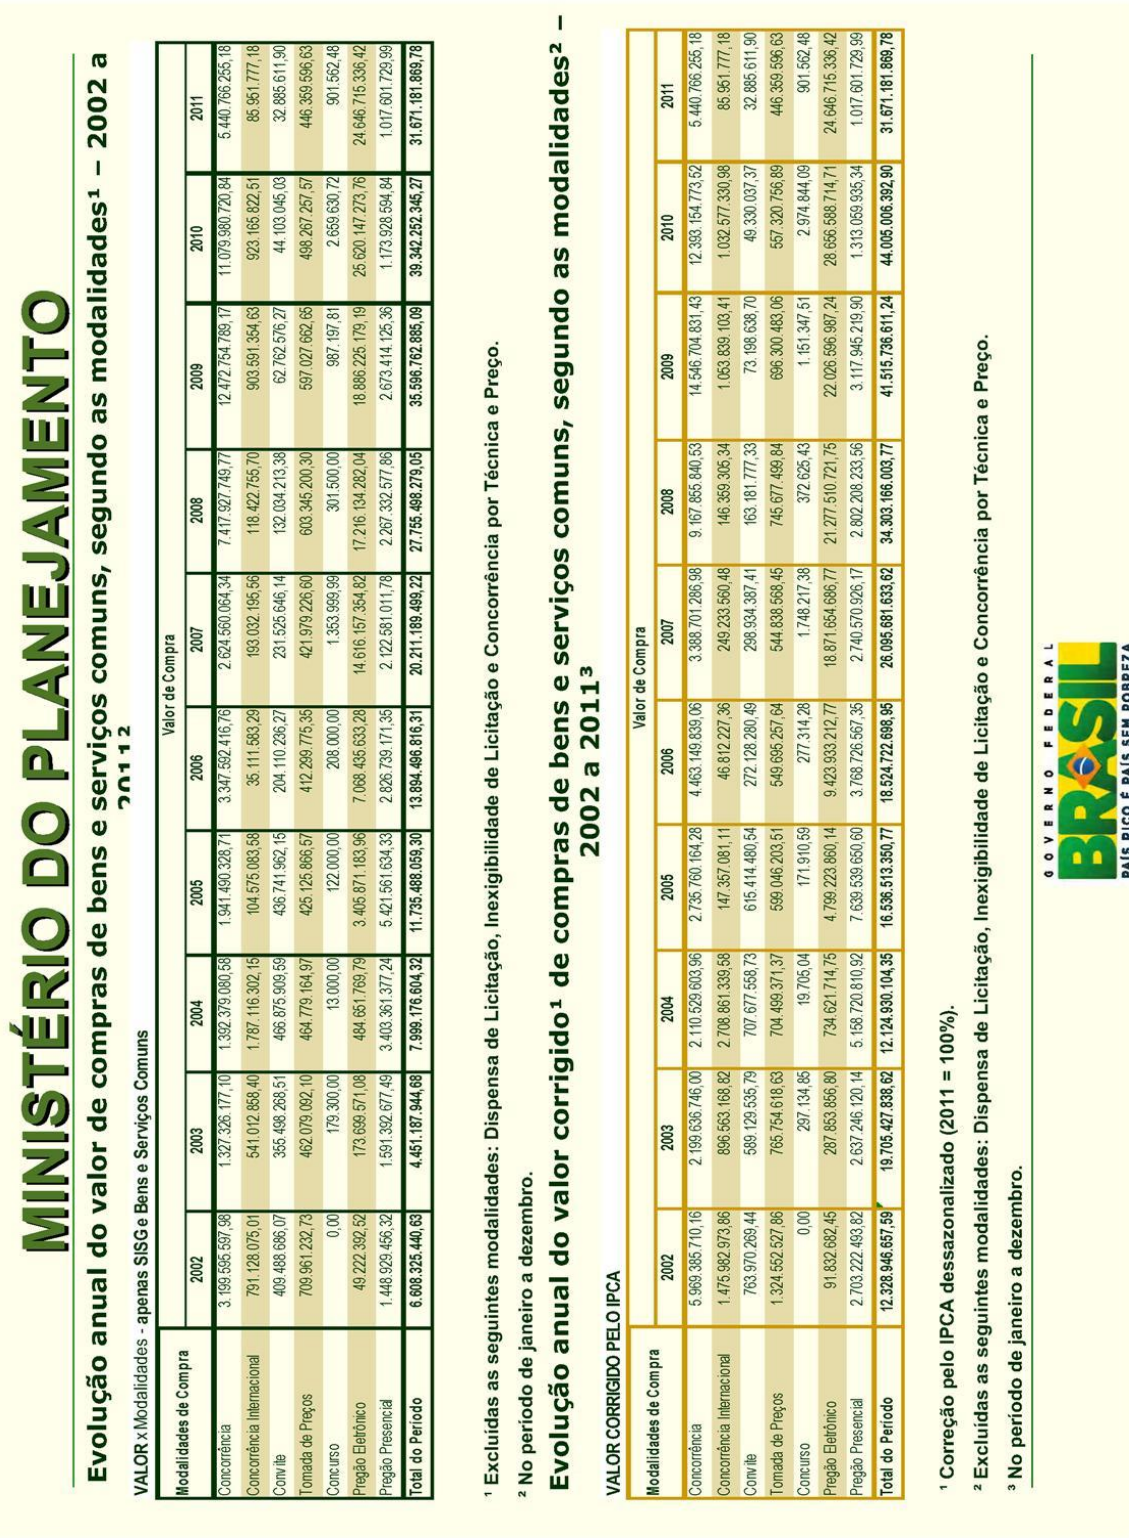 MINISTÉRIO DO PLANEJAMENTO
Evolução anual do valor de compras de bens e serviços comuns, segundo as modalidades¹ – 2002 a
2011²
VALOR x Modalidades - apenas SISG e Bens e Serviços Comuns
Modalidades de Compra Valor de Compra
2002 2003 2004 2005 2006 2007 2008 2009 2010 2011
Concorrência 3.199.595.597,98 1.327.326.177,10 1.392.379.080,58 1.941.490.328,71 3.347.592.416,76 2.624.560.064,34 7.417.927.749,77 12.472.754.789,17 11.079.980.720,84 5.440.766.255,18
Concorrência Internacional 791.128.075,01 541.012.858,40 1.787.116.302,15 104.575.083,58 35.111.583,29 193.032.195,56 118.422.755,70 903.591.354,63 923.165.822,51 85.951.777,18
Convite 409.488.686,07 355.498.268,51 466.875.909,59 436.741.962,15 204.110.286,27 231.525.646,14 132.034.213,38 62.762.576,27 44.103.045,03 32.885.611,90
Tomada de Preços 709.961.232,73 462.079.092,10 464.779.164,97 425.125.866,57 412.299.775,35 421.979.226,60 603.345.200,30 597.027.662,65 498.267.257,57 446.359.596,63
Concurso 0,00 179.300,00 13.000,00 122.000,00 208.000,00 1.353.999,99 301.500,00 987.197,81 2.659.630,72 901.562,48
Pregão Eletrônico 49.222.392,52 173.699.571,08 484.651.769,79 3.405.871.183,96 7.068.435.633,28 14.616.157.354,82 17.216.134.282,04 18.886.225.179,19 25.620.147.273,76 24.646.715.336,42
Pregão Presencial 1.448.929.456,32 1.591.392.677,49 3.403.361.377,24 5.421.561.634,33 2.826.739.171,35 2.122.581.011,78 2.267.332.577,86 2.673.414.125,36 1.173.928.594,84 1.017.601.729,99
Total do Período 6.608.325.440,63 4.451.187.944,68 7.999.176.604,32 11.735.488.059,30 13.894.496.816,31 20.211.189.499,22 27.755.498.279,05 35.596.762.885,09 39.342.252.345,27 31.671.181.869,78
¹ Excluídas as seguintes modalidades: Dispensa de Licitação, Inexigibilidade de Licitação e Concorrência por Técnica e Preço.
² No período de janeiro a dezembro.
Evolução anual do valor corrigido¹ de compras de bens e serviços comuns, segundo as modalidades² –
2002 a 2011³
VALOR CORRIGIDO PELO IPCA
Modalidades de Compra Valor de Compra
2002 2003 2004 2005 2006 2007 2008 2009 2010 2011
Concorrência 5.969.385.710,16 2.199.636.746,00 2.110.529.603,96 2.735.760.164,28 4.463.149.839,06 3.388.701.286,98 9.167.855.840,53 14.546.704.831,43 12.393.154.773,52 5.440.766.255,18
Concorrência Internacional 1.475.982.973,86 896.563.168,82 2.708.861.339,58 147.357.081,11 46.812.227,36 249.233.560,48 146.359.305,34 1.053.839.103,41 1.032.577.330,98 85.951.777,18
Convite 763.970.269,44 589.129.535,79 707.677.558,73 615.414.480,54 272.128.280,49 298.934.387,41 163.181.777,33 73.198.638,70 49.330.037,37 32.885.611,90
Tomada de Preços 1.324.552.527,86 765.754.618,63 704.499.371,37 599.046.203,51 549.695.257,64 544.838.568,45 745.677.499,84 696.300.483,06 557.320.756,89 446.359.596,63
Concurso 0,00 297.134,85 19.705,04 171.910,59 277.314,28 1.748.217,38 372.625,43 1.151.347,51 2.974.844,09 901.562,48
Pregão Eletrônico 91.832.682,45 287.853.866,80 734.621.714,75 4.799.223.860,14 9.423.933.212,77 18.871.654.686,77 21.277.510.721,75 22.026.596.987,24 28.656.588.714,71 24.646.715.336,42
Pregão Presencial 2.703.222.493,82 2.637.246.120,14 5.158.720.810,92 7.639.539.650,60 3.768.726.567,35 2.740.570.926,17 2.802.208.233,56 3.117.945.219,90 1.313.059.935,34 1.017.601.729,99
Total do Período 12.328.946.657,59 19.705.427.838,62 12.124.930.104,35 16.536.513.350,77 18.524.722.698,95 26.095.681.633,62 34.303.166.003,77 41.515.736.611,24 44.005.006.392,90 31.671.181.869,78
¹ Correção pelo IPCA dessazonalizado (2011 = 100%).
² Excluídas as seguintes modalidades: Dispensa de Licitação, Inexigibilidade de Licitação e Concorrência por Técnica e Preço.
³ No período de janeiro a dezembro.
GOVERNO FEDERAL
BRASIL
PAÍS RICO É PAÍS SEM POBREZA